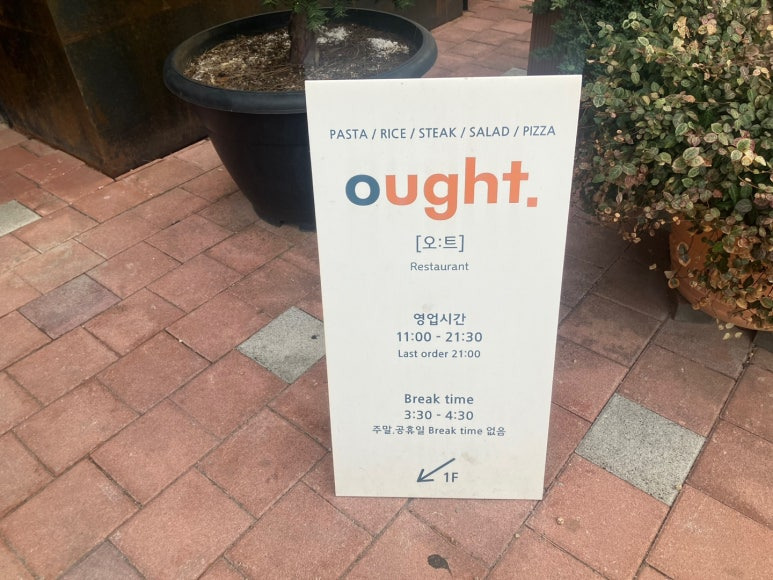 PASTA / RICE / STEAK / SALAD / PIZZA
ought.
[오:트]
Restaurant
영업시간
11:00 - 21:30
Last order 21:00
Break time
3:30 - 4:30
주말.공휴일 Break time 없음
1F